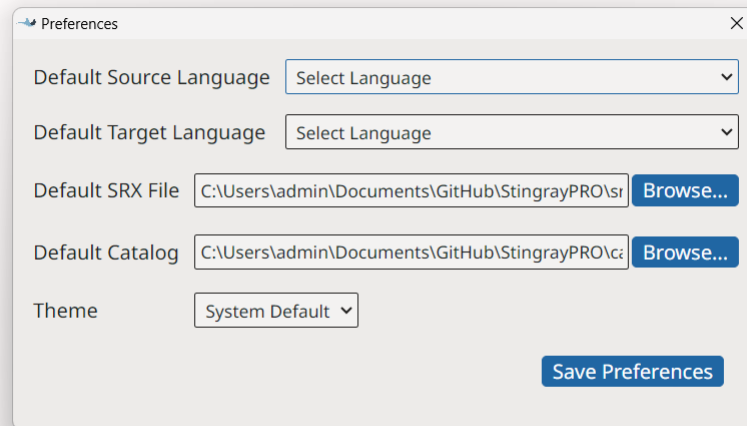 Preferences
Default Source Language Select Language
Default Target Language Select Language
Default SRX File C:\Users\admin\Documents\GitHub\StingrayPRO\sr Browse...
Default Catalog C:\Users\admin\Documents\GitHub\StingrayPRO\ca Browse...
Theme System Default
Save Preferences